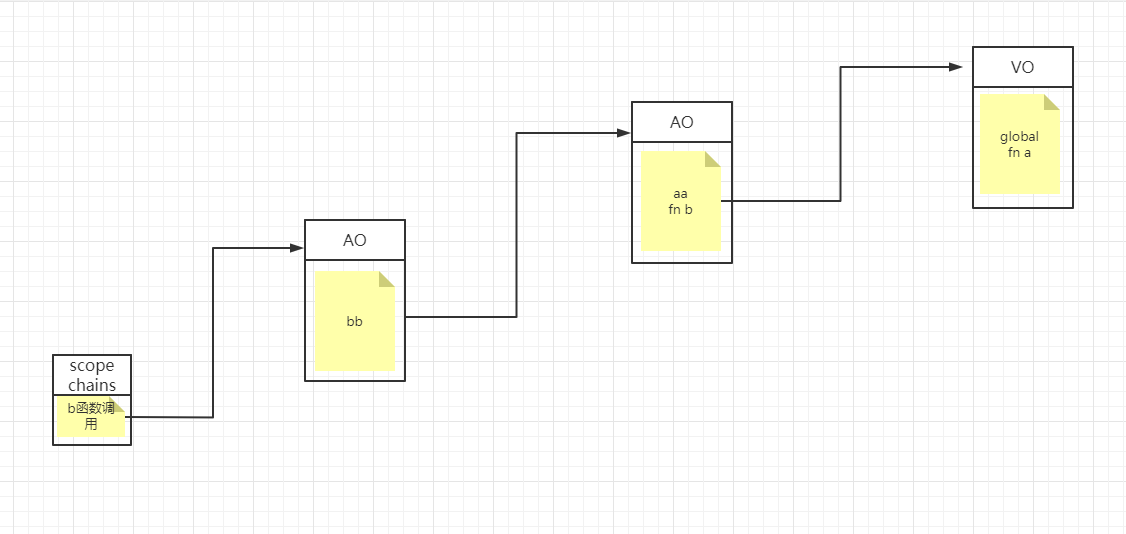 scope
chains
b函数调
用
AO
bb
AO
aa
fn b
VO
global
fn a